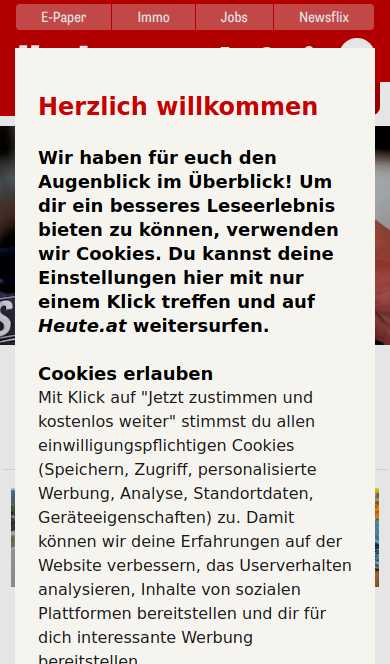 E-Paper
Immo
Jobs
Newsflix
Herzlich willkommen
Wir haben für euch den
Augenblick im Überblick! Um
dir ein besseres Leseerlebnis
bieten zu können, verwenden
wir Cookies. Du kannst deine
Einstellungen hier mit nur
einem Klick treffen und auf
Heute.at weitersurfen.
Cookies erlauben
Mit Klick auf "Jetzt zustimmen und
kostenlos weiter" stimmst du allen
einwilligungspflichtigen Cookies
(Speichern, Zugriff, personalisierte
Werbung, Analyse, Standortdaten,
Geräteeigenschaften) zu. Damit
können wir deine Erfahrungen auf der
Website verbessern, das Userverhalten
analysieren, Inhalte von sozialen
Plattformen bereitstellen und dir für
dich interessante Werbung
bereitstellen